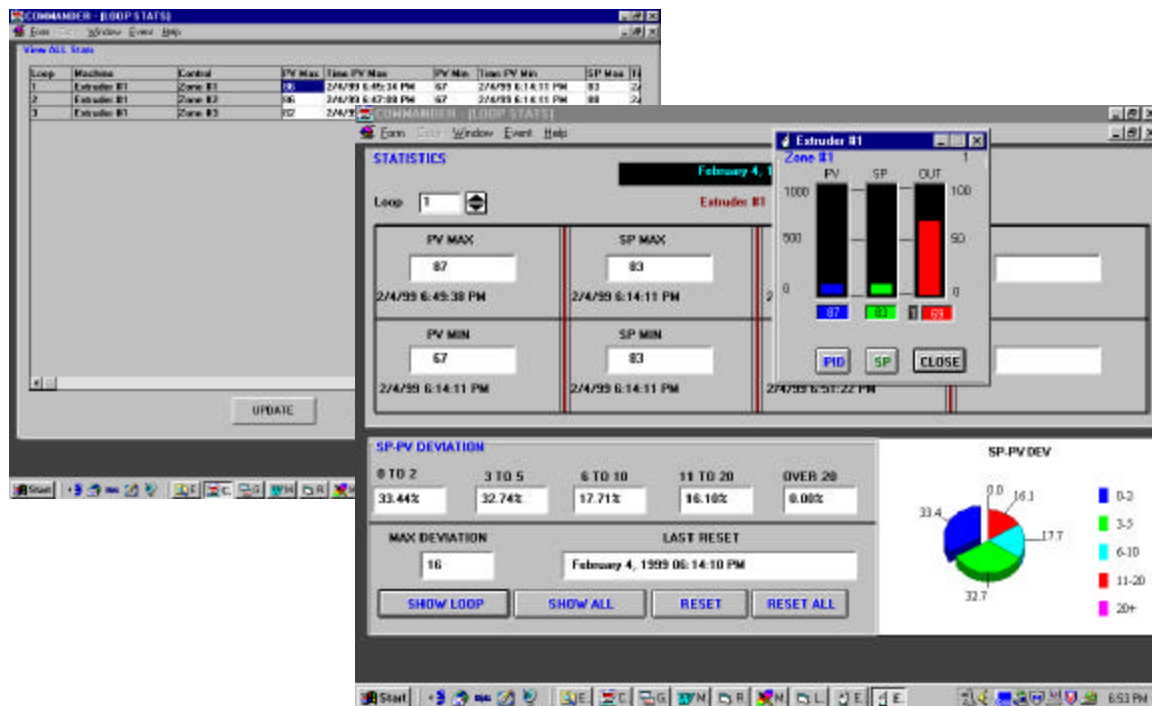 COMMANDER - [LOOP STATS]
Form Window Event Help
View ALL Stats
Loop Machine Control PV Max Time PV Max PV Min Time PV Min SP Max
1 Extruder #1 Zone #1 86 2/4/99 6:49:34 PM 67 2/4/99 6:14:11 PM 83
2 Extruder #1 Zone #2 86 2/4/99 6:47:08 PM 67 2/4/99 6:14:11 PM 88
3 Extruder #1 Zone #3 82 2/4/9
UPDATE
Start
COMMANDER - [LOOP STATS]
Form Window Event Help
STATISTICS
February 4, 1
Loop 1
Extruder #1
PV MAX
87
2/4/99 6:49:38 PM
SP MAX
83
2/4/99 6:14:11 PM
PV MIN
67
2/4/99 6:14:11 PM
SP MIN
83
2/4/99 6:14:11 PM
2/4/99 6:51:22 PM
Extruder #1
Zone #1 1
PV SP OUT
1000 100
500 50
0 0
87 83 69
PID SP CLOSE
SP-PV DEVIATION
0 TO 2 3 TO 5 6 TO 10 11 TO 20 OVER 20
33.44% 32.74% 17.71% 16.10% 0.00%
MAX DEVIATION LAST RESET
16 February 4, 1999 06:14:10 PM
SHOW LOOP SHOW ALL RESET RESET ALL
SP-PV DEV
0.0
16.1
33.4
17.7
32.7
0-2
3-5
6-10
11-20
20+
Start 6:53 PM